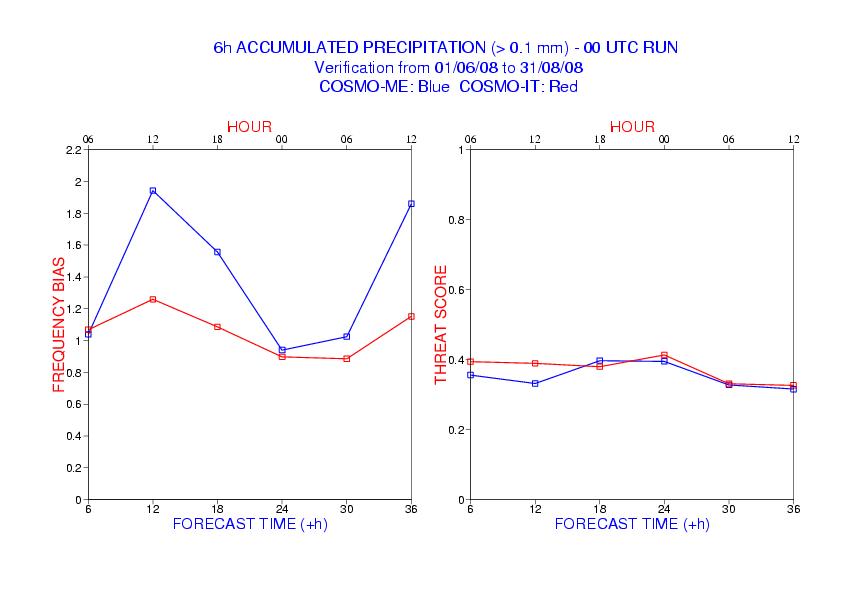 6h ACCUMULATED PRECIPITATION (> 0.1 mm) - 00 UTC RUN
Verification from 01/06/08 to 31/08/08
COSMO-ME: Blue  COSMO-IT: Red
HOUR
06 12 18 00 06 12
2.2
2
1.8
1.6
1.4
1.2
1
0.8
0.6
0.4
0.2
0
FREQUENCY BIAS
6 12 18 24 30 36
FORECAST TIME (+h)
HOUR
06 12 18 00 06 12
1
0.8
0.6
0.4
0.2
0
THREAT SCORE
6 12 18 24 30 36
FORECAST TIME (+h)